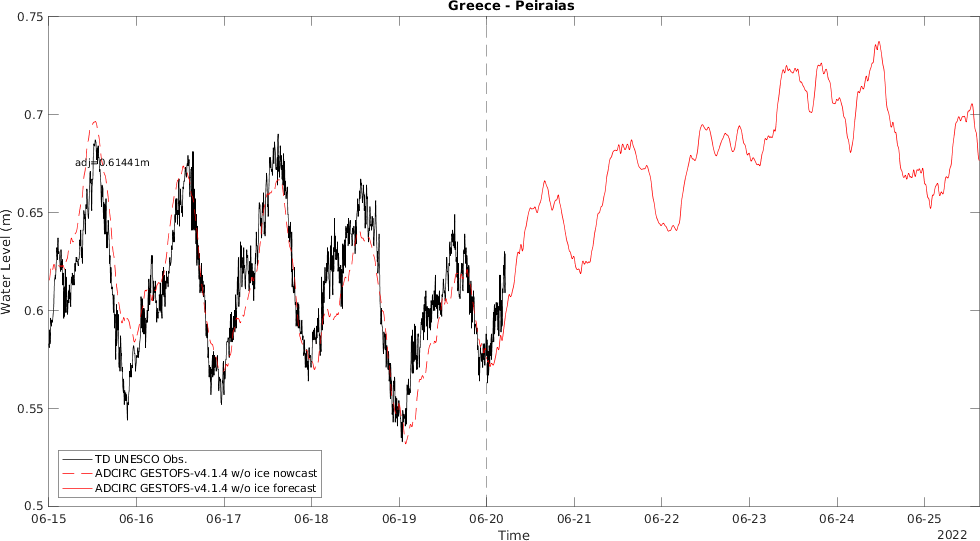 Greece - Peiraias
0.75
0.7
0.65
0.6
0.55
0.5
Water Level (m)
adj=0.61441m
TD UNESCO Obs.
ADCIRC GESTOFS-v4.1.4 w/o ice nowcast
ADCIRC GESTOFS-v4.1.4 w/o ice forecast
06-15 06-16 06-17 06-18 06-19 06-20 06-21 06-22 06-23 06-24 06-25
Time
2022